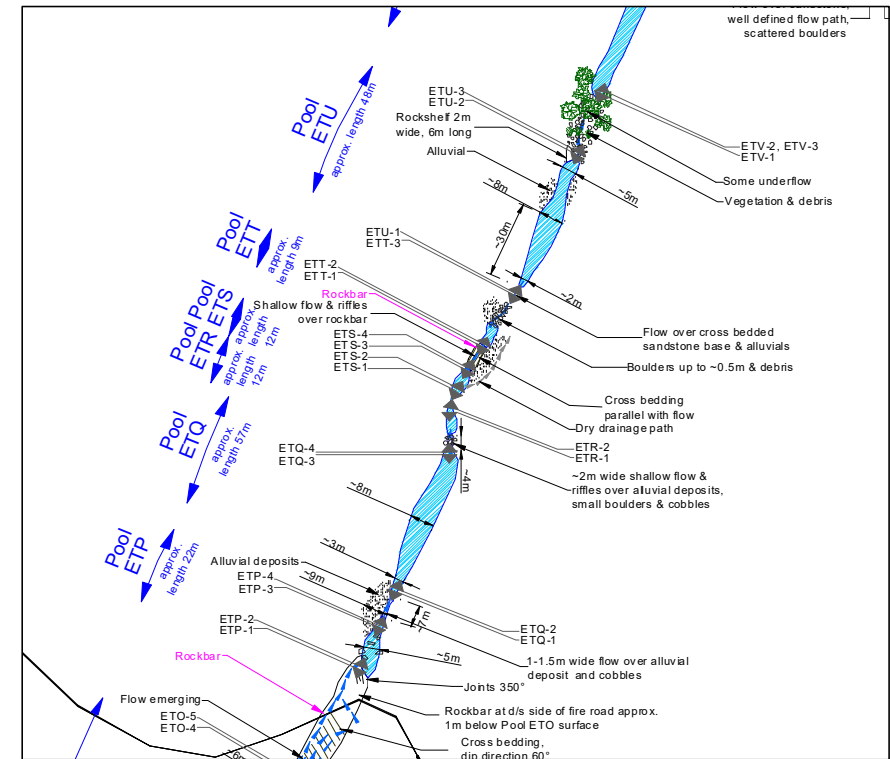 well defined flow path,
scattered boulders
ETU-3
ETU-2
Rockshelf 2m
wide, 6m long
Alluvial
Pool
ETU
approx. length 48m
ETV-2, ETV-3
ETV-1
Some underflow
Vegetation & debris
~8m
~5m
~30m
Pool
ETT
approx.
length 9m
ETU-1
ETT-3
ETT-2
ETT-1
Rockbar
Shallow flow & riffles
over rockbar
~2m
Flow over cross bedded
sandstone base & alluvials
Boulders up to ~0.5m & debris
Pool
ETS
approx.
length
12m
Pool
ETR
approx.
length
12m
ETS-4
ETS-3
ETS-2
ETS-1
Cross bedding
parallel with flow
Dry drainage path
ETR-2
ETR-1
Pool
ETQ
approx.
length 57m
ETQ-4
ETQ-3
~4m
~2m wide shallow flow &
riffles over alluvial deposits,
small boulders & cobbles
~8m
~3m
Pool
ETP
approx.
length 22m
Alluvial deposits
ETP-4
ETP-3
~9m
~7m
ETQ-2
ETQ-1
ETP-2
ETP-1
1-1.5m wide flow over alluvial
deposit and cobbles
~5m
Rockbar
Joints 350°
Flow emerging
ETO-5
ETO-4
Rockbar at d/s side of fire road approx.
1m below Pool ETO surface
Cross bedding,
dip direction 60°